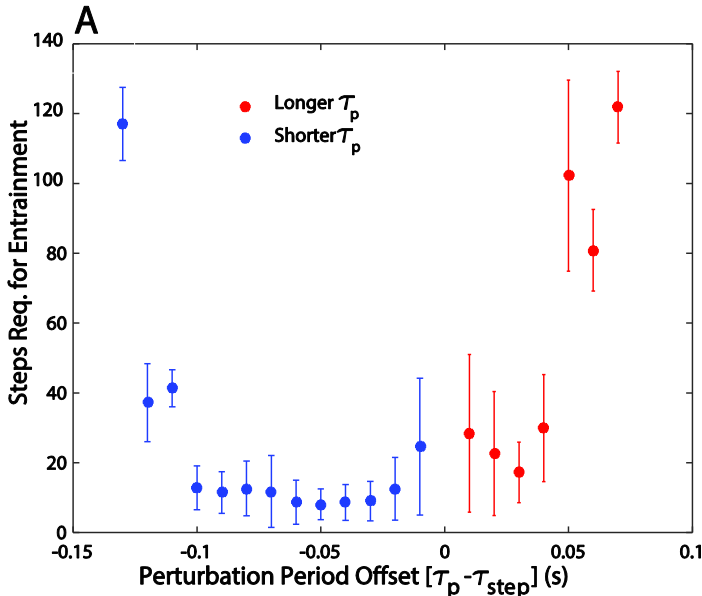 A
140
120
100
80
60
40
20
0
Steps Req. for Entrainment
Longer τp
Shorter τp
-0.15
-0.1
-0.05
0
0.05
0.1
Perturbation Period Offset [τp-τstep] (s)